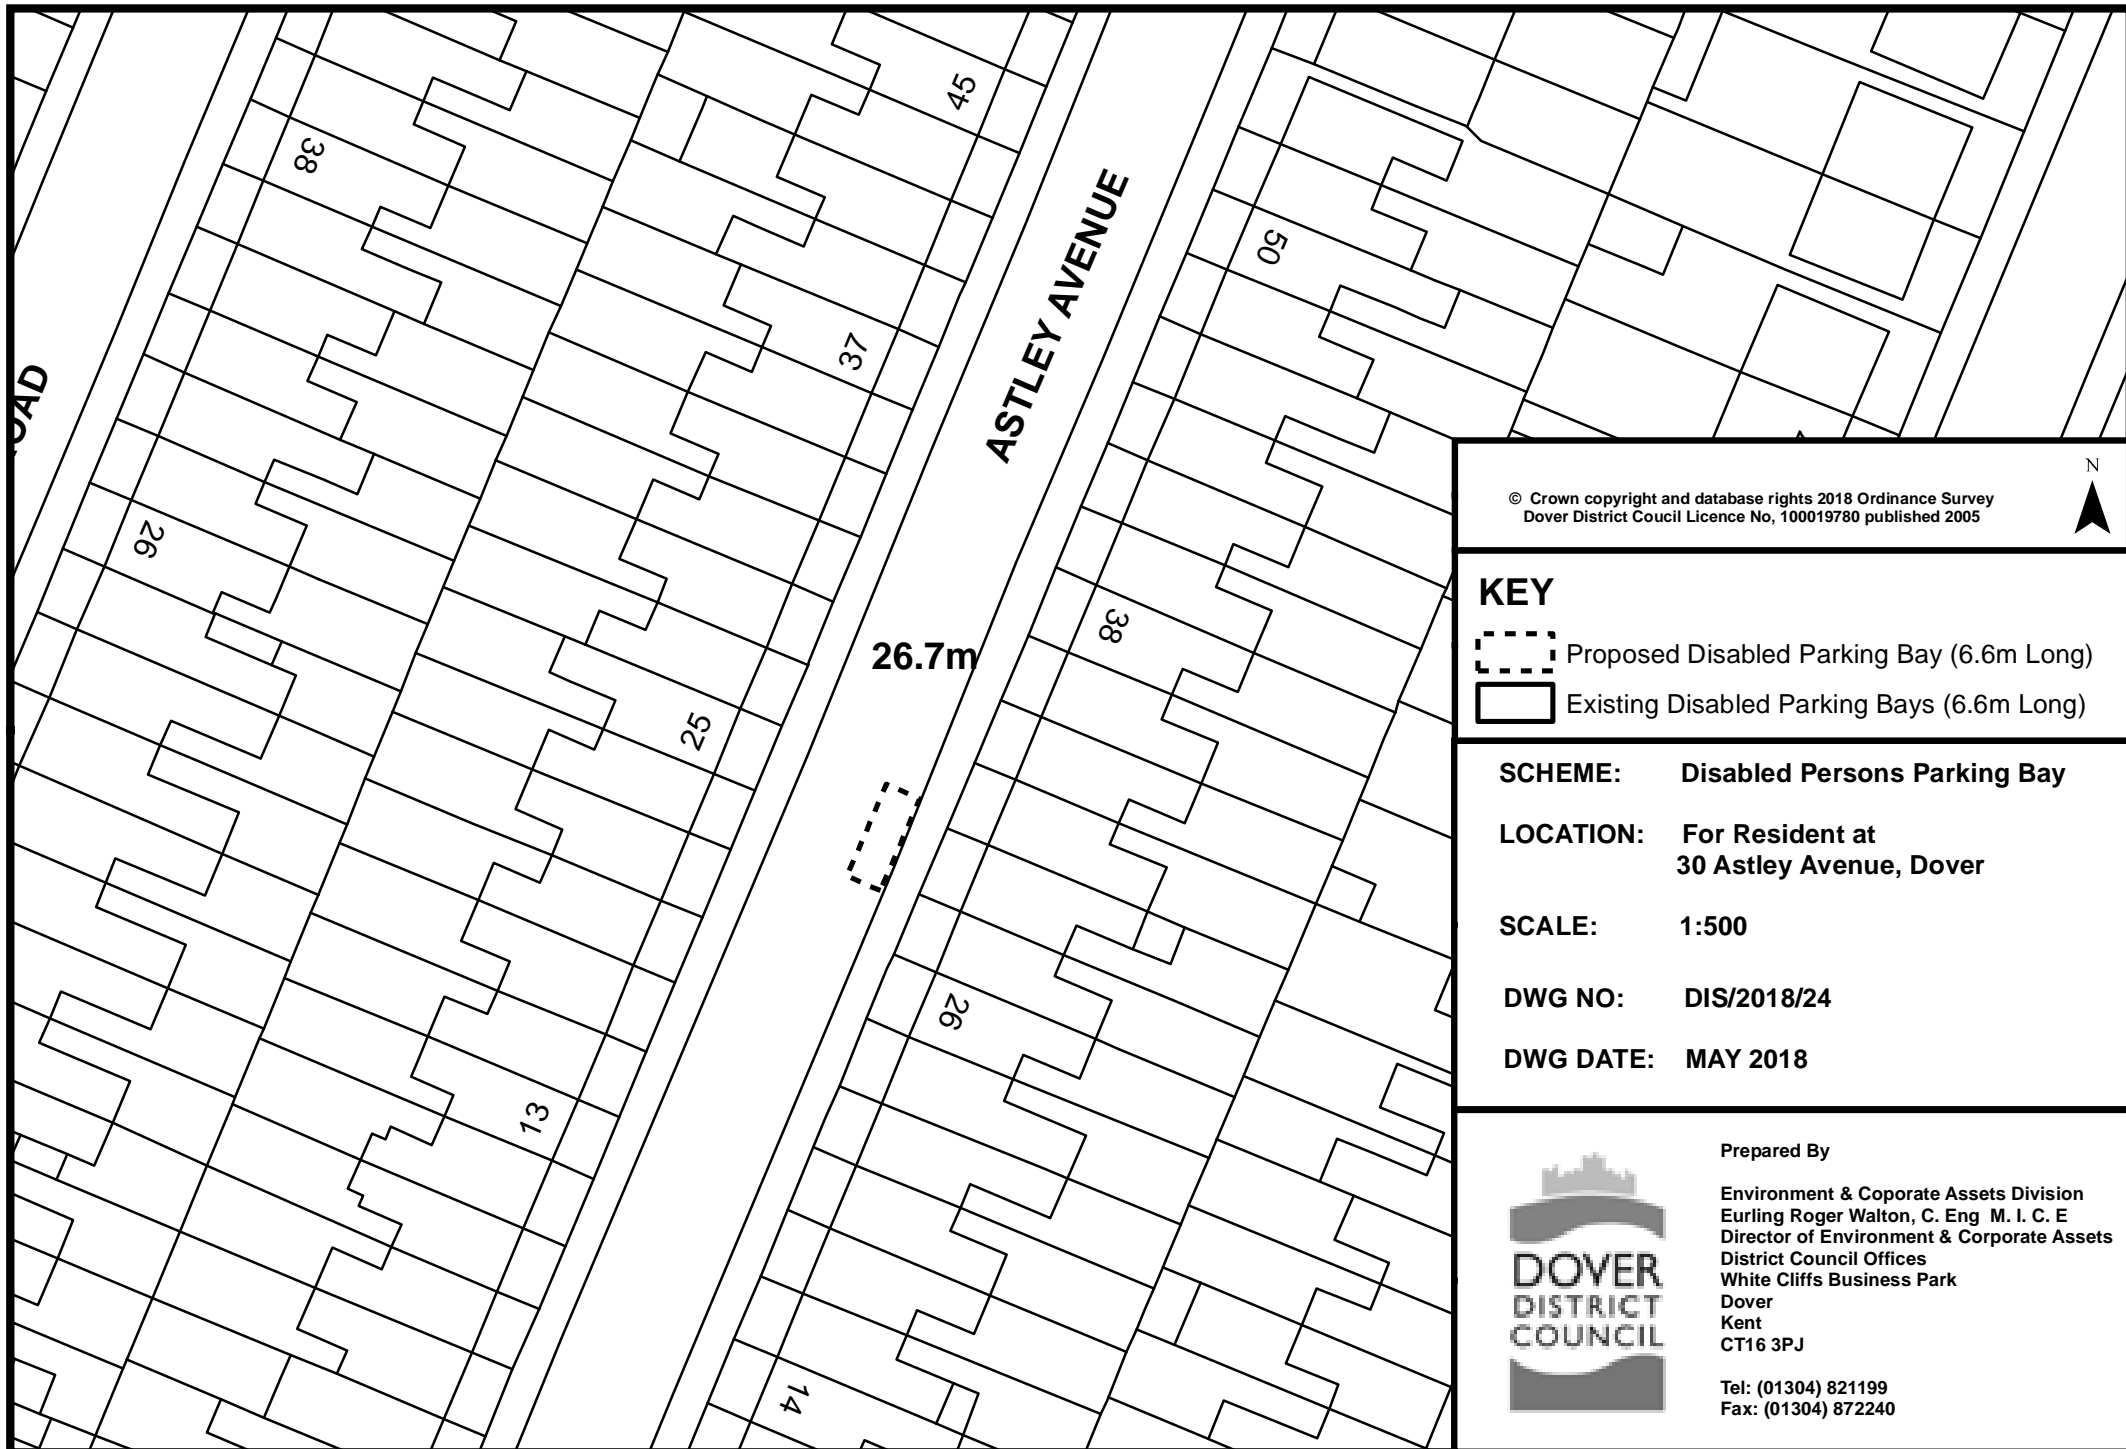 45
38
ASTLEY AVENUE
50
37
OAD
26
38
26.7m
25
26
13
14
N
© Crown copyright and database rights 2018 Ordinance Survey
Dover District Coucil Licence No, 100019780 published 2005
KEY
Proposed Disabled Parking Bay (6.6m Long)
Existing Disabled Parking Bays (6.6m Long)
SCHEME: Disabled Persons Parking Bay
LOCATION: For Resident at
30 Astley Avenue, Dover
SCALE: 1:500
DWG NO: DIS/2018/24
DWG DATE: MAY 2018
DOVER
DISTRICT
COUNCIL
Prepared By
Environment & Coporate Assets Division
Eurling Roger Walton, C. Eng M. I. C. E
Director of Environment & Corporate Assets
District Council Offices
White Cliffs Business Park
Dover
Kent
CT16 3PJ
Tel: (01304) 821199
Fax: (01304) 872240